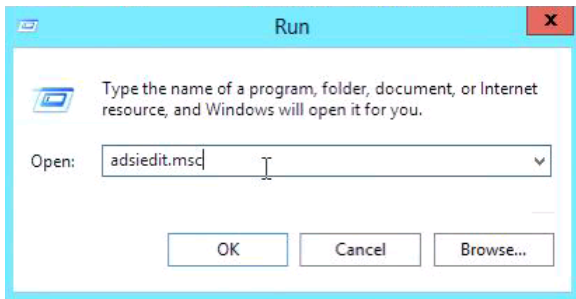 Run
x
Type the name of a program, folder, document, or Internet
resource, and Windows will open it for you.
Open:
adsiedit.msc
OK
Cancel
Browse...